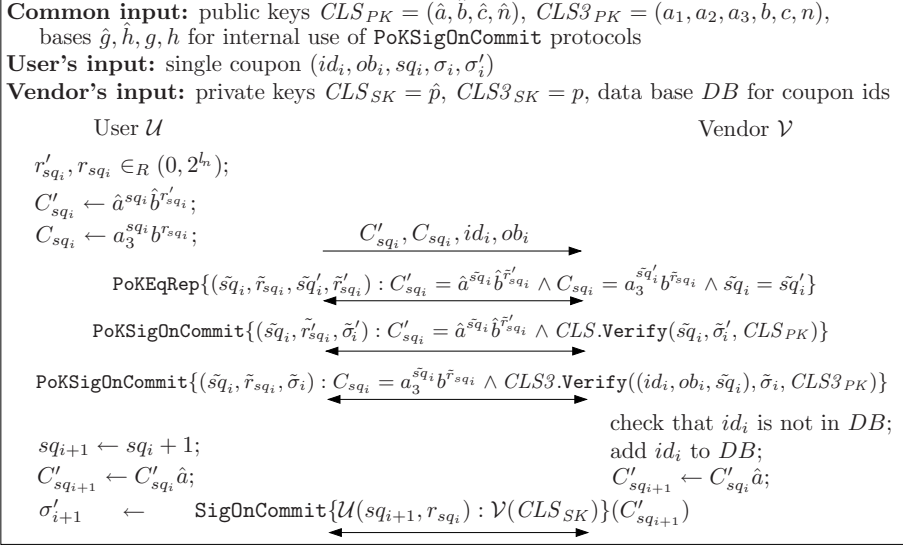 Common input: public keys CLS_PK = (â, b̂, ĉ, n̂), CLS3_PK = (a₁, a₂, a₃, b, c, n),
bases ĝ, ĥ, g, h for internal use of PoKSigOnCommit protocols
User's input: single coupon (id_i, ob_i, sq_i, σ_i, σ'_i)
Vendor's input: private keys CLS_SK = p̂, CLS3_SK = p, data base DB for coupon ids
User 𝒰 Vendor 𝒱
r'_{sq_i}, r_{sq_i} ∈_R (0, 2^{l_n});
C'_{sq_i} ← â^{sq_i} b̂^{r'_{sq_i}};
C_{sq_i} ← a_3^{sq_i} b^{r_{sq_i}};
C'_{sq_i}, C_{sq_i}, id_i, ob_i
PoKEqRep{(s̃q_i, r̃_{sq_i}, s̃q'_i, r̃'_{sq_i}) : C'_{sq_i} = â^{s̃q_i} b̂^{r̃'_{sq_i}} ∧ C_{sq_i} = a_3^{s̃q'_i} b^{r̃_{sq_i}} ∧ s̃q_i = s̃q'_i}
PoKSigOnCommit{(s̃q_i, r̃'_{sq_i}, σ̃'_i) : C'_{sq_i} = â^{s̃q_i} b̂^{r̃'_{sq_i}} ∧ CLS.Verify(s̃q_i, σ̃'_i, CLS_PK)}
PoKSigOnCommit{(s̃q_i, r̃_{sq_i}, σ̃_i) : C_{sq_i} = a_3^{s̃q_i} b^{r̃_{sq_i}} ∧ CLS3.Verify((id_i, ob_i, s̃q_i), σ̃_i, CLS3_PK)}
check that id_i is not in DB;
sq_{i+1} ← sq_i + 1; add id_i to DB;
C'_{sq_{i+1}} ← C'_{sq_i} â; C'_{sq_{i+1}} ← C'_{sq_i} â;
σ'_{i+1} ← SigOnCommit{𝒰(sq_{i+1}, r_{sq_i}) : 𝒱(CLS_SK)}(C'_{sq_{i+1}})